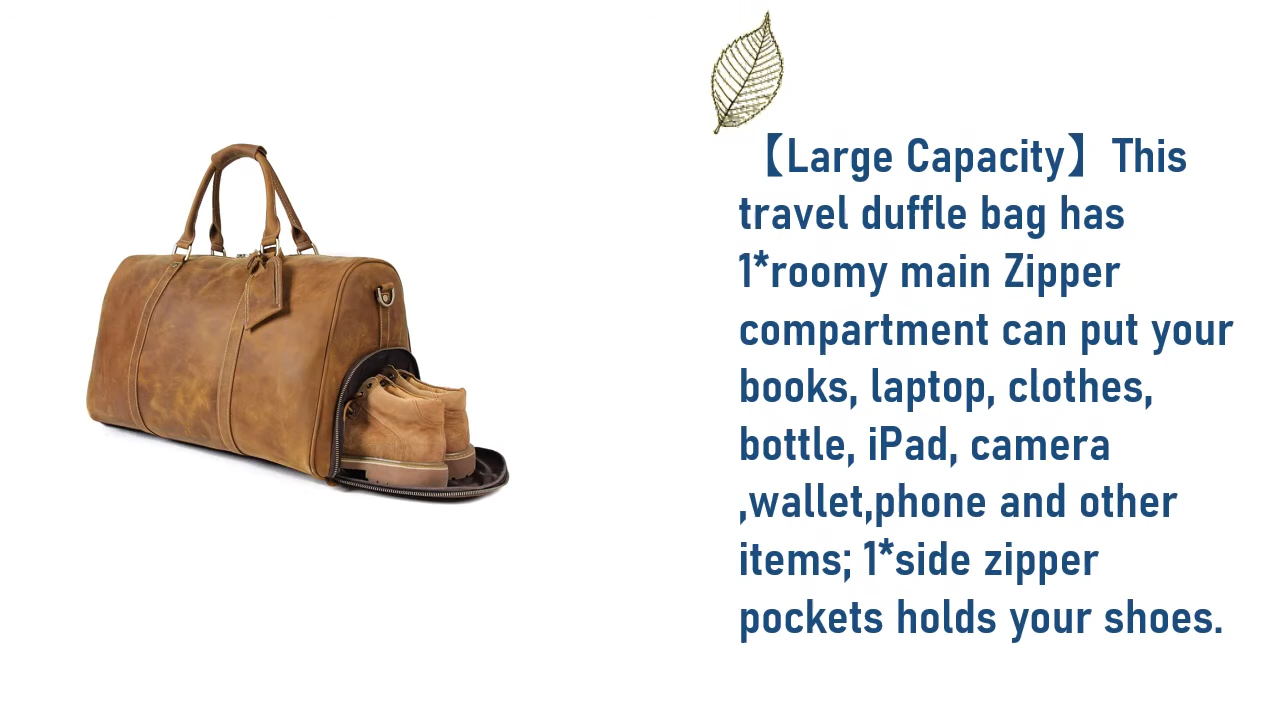 【Large Capacity】 This
travel duffle bag has
1*roomy main Zipper
compartment can put your
books, laptop, clothes,
bottle, iPad, camera
,wallet,phone and other
items; 1*side zipper
pockets holds your shoes.